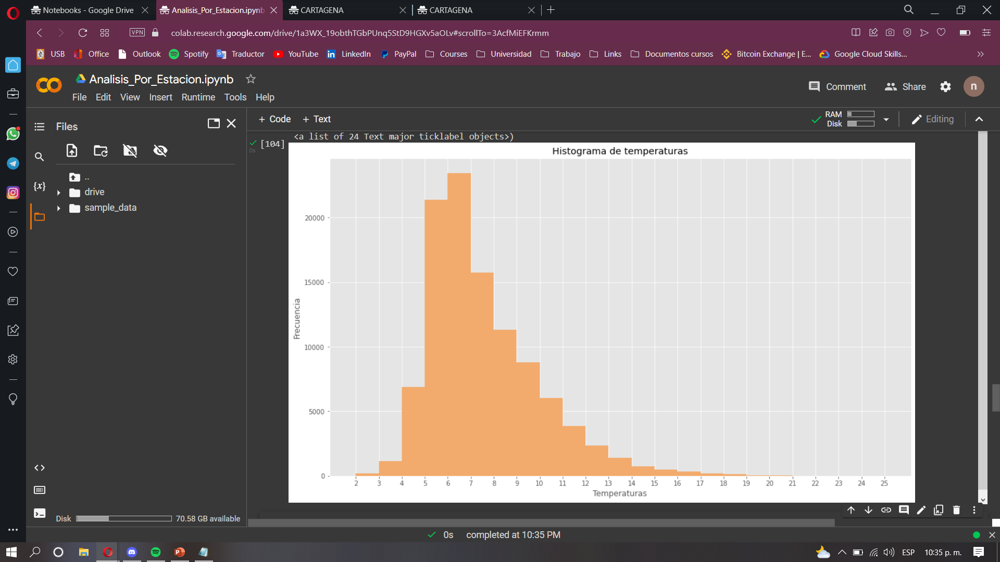 Notebooks - Google Drive
Analisis_Por_Estacion.ipynb
CARTAGENA
CARTAGENA
VPN
colab.research.google.com/drive/1a3WX_19obthTGbPUnq5StD9HGXv5aOLv#scrollTo=3AcfMiEFKrmm
USB Office Outlook Spotify Traductor YouTube LinkedIn PayPal Courses Universidad Trabajo Links Documentos cursos Bitcoin Exchange | E... Google Cloud Skills...
Analisis_Por_Estacion.ipynb
File Edit View Insert Runtime Tools Help
Comment Share n
Files
+ Code + Text
RAM
Disk
Editing
..
drive
sample_data
{x}
Disk 70.58 GB available
[104]
0s
<a list of 24 Text major ticklabel objects>)
Histograma de temperaturas
Frecuencia
20000
15000
10000
5000
0
2 3 4 5 6 7 8 9 10 11 12 13 14 15 16 17 18 19 20 21 22 23 24 25
Temperaturas
0s completed at 10:35 PM
ESP 10:35 p. m.